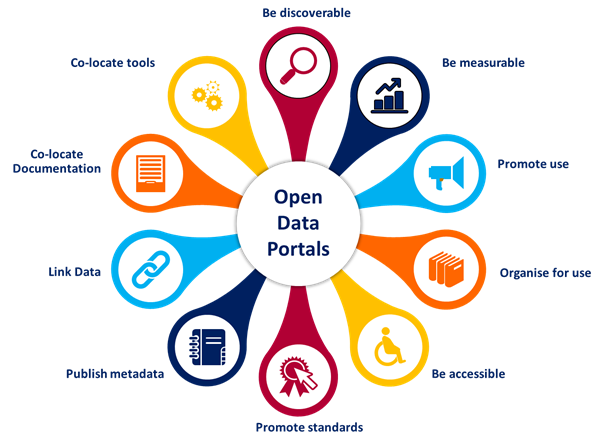 Be discoverable
Co-locate tools
Be measurable
Co-locate
Documentation
Promote use
Open
Data
Portals
Link Data
Organise for use
Publish metadata
Be accessible
Promote standards